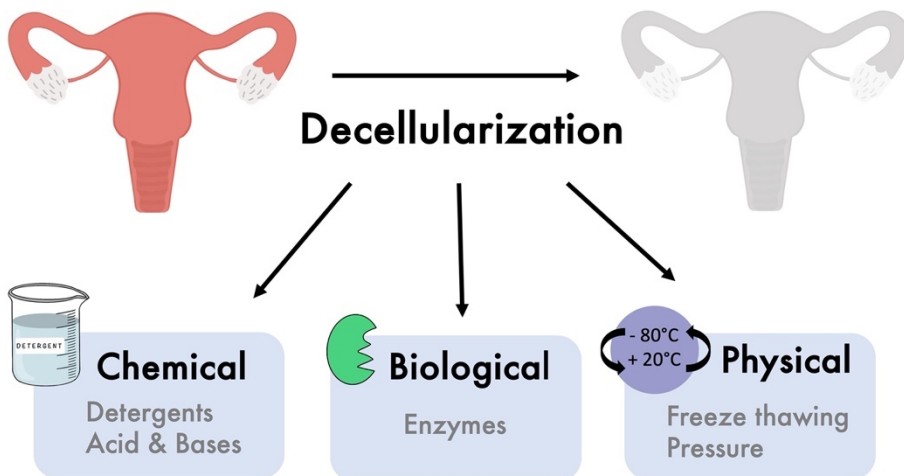 Decellularization
DETERGENT
Chemical
Detergents
Acid & Bases
Biological
Enzymes
- 80°C
+ 20°C
Physical
Freeze thawing
Pressure